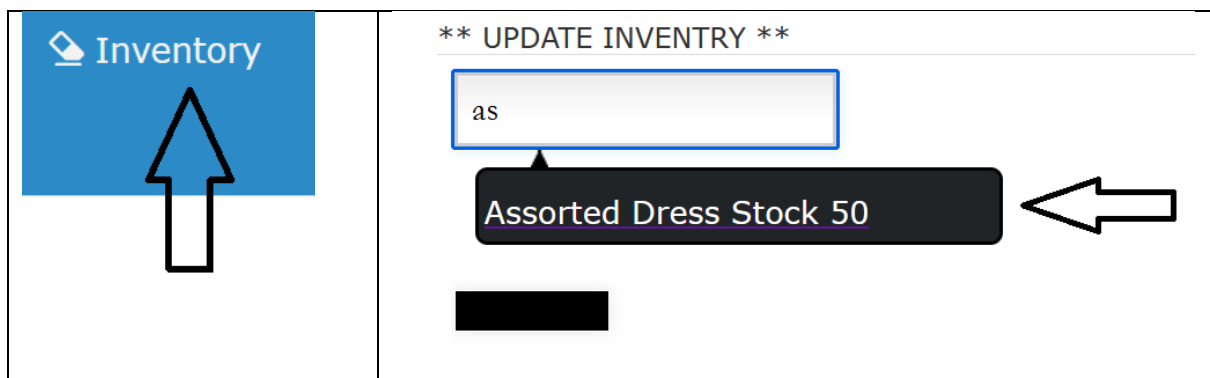 Inventory
** UPDATE INVENTRY **
as
Assorted Dress Stock 50